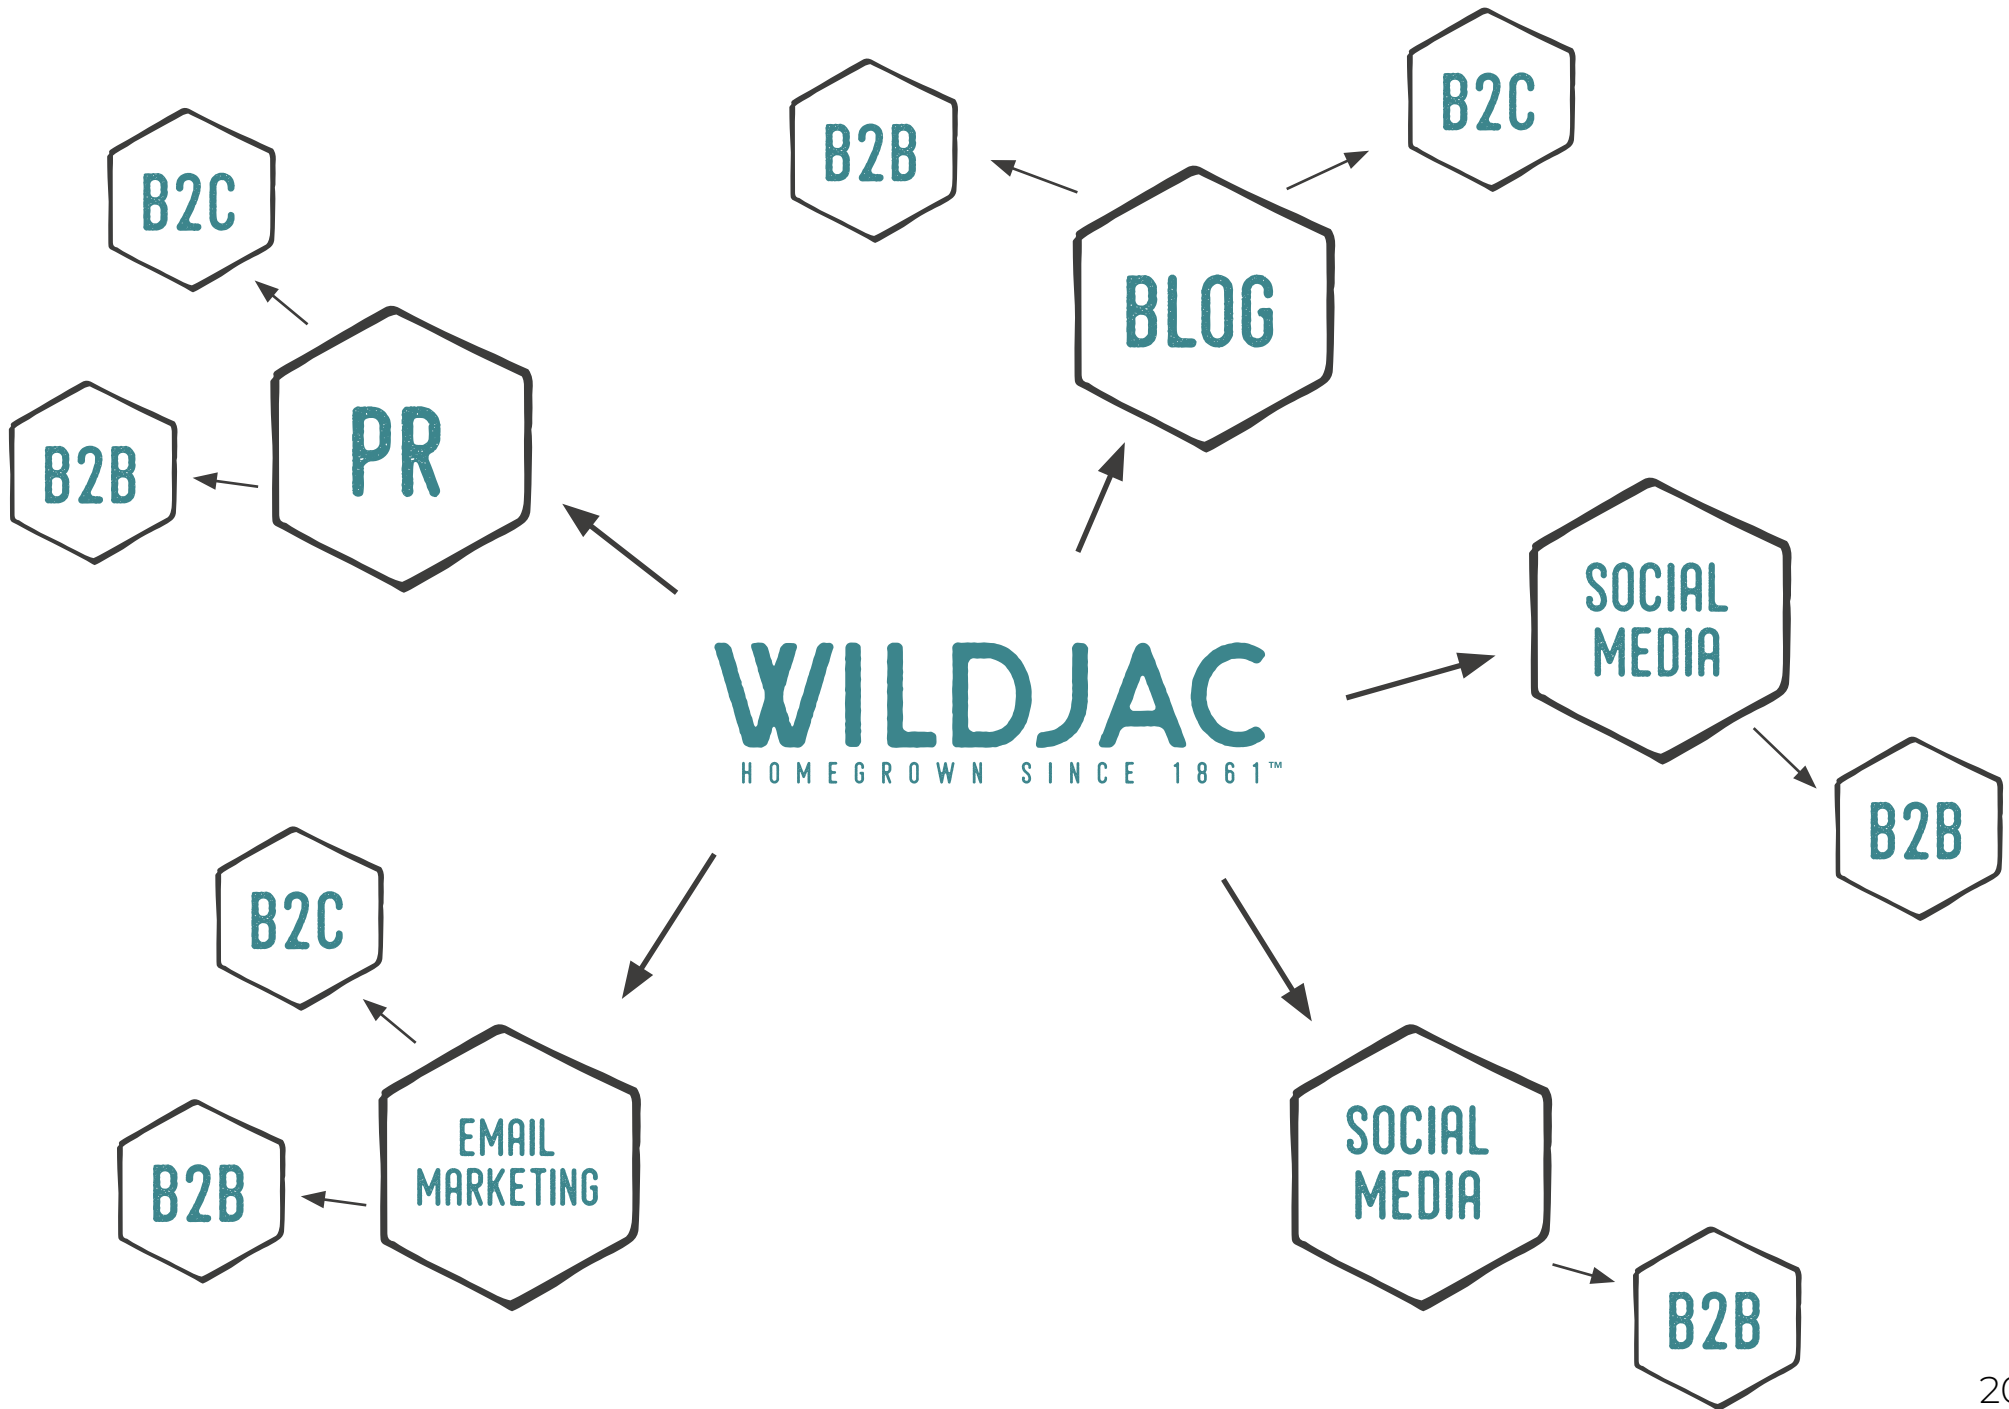 B2C
B2B
B2C
BLOG
PR
B2B
SOCIAL
MEDIA
WILDJAC
HOMEGROWN SINCE 1861™
B2B
B2C
EMAIL
MARKETING
B2B
SOCIAL
MEDIA
B2B